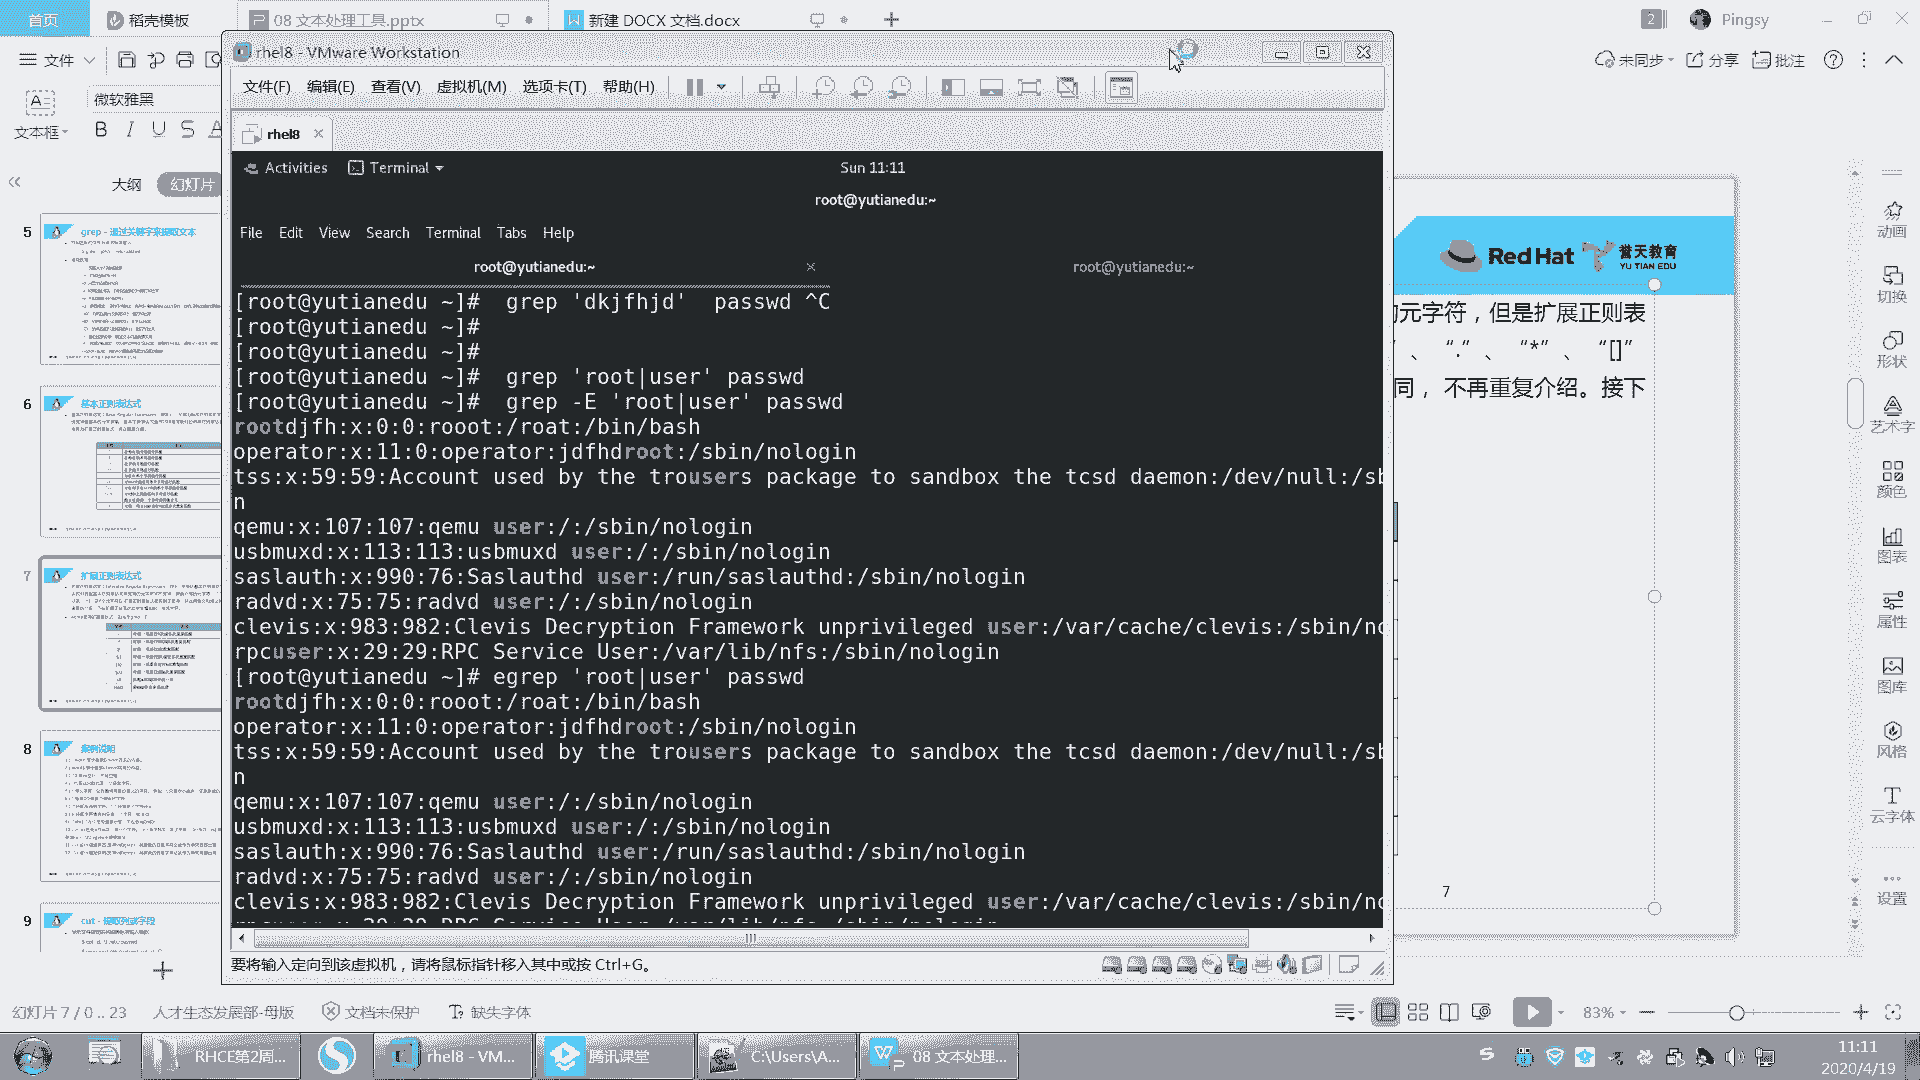 首页
稻壳模板
08 文本处理工具.pptx
新建 DOCX 文档.docx
2
Pingsy
文件
未同步
分享
批注
微软雅黑
文本框
B I U S A
大纲
幻灯片
rhel8 - VMware Workstation
文件(F) 编辑(E) 查看(V) 虚拟机(M) 选项卡(T) 帮助(H)
rhel8
Activities Terminal Sun 11:11
root@yutianedu:~
File Edit View Search Terminal Tabs Help
root@yutianedu:~ root@yutianedu:~
[root@yutianedu ~]# grep 'dkjfhjd' passwd ^C
[root@yutianedu ~]#
[root@yutianedu ~]#
[root@yutianedu ~]# grep 'root|user' passwd
[root@yutianedu ~]# grep -E 'root|user' passwd
rootdjfh:x:0:0:rooot:/roat:/bin/bash
operator:x:11:0:operator:jdfhdroot:/sbin/nologin
tss:x:59:59:Account used by the trousers package to sandbox the tcsd daemon:/dev/null:/sb
n
qemu:x:107:107:qemu user:/:/sbin/nologin
usbmuxd:x:113:113:usbmuxd user:/:/sbin/nologin
saslauth:x:990:76:Saslauthd user:/run/saslauthd:/sbin/nologin
radvd:x:75:75:radvd user:/:/sbin/nologin
clevis:x:983:982:Clevis Decryption Framework unprivileged user:/var/cache/clevis:/sbin/no
rpcuser:x:29:29:RPC Service User:/var/lib/nfs:/sbin/nologin
[root@yutianedu ~]# egrep 'root|user' passwd
rootdjfh:x:0:0:rooot:/roat:/bin/bash
operator:x:11:0:operator:jdfhdroot:/sbin/nologin
tss:x:59:59:Account used by the trousers package to sandbox the tcsd daemon:/dev/null:/sb
n
qemu:x:107:107:qemu user:/:/sbin/nologin
usbmuxd:x:113:113:usbmuxd user:/:/sbin/nologin
saslauth:x:990:76:Saslauthd user:/run/saslauthd:/sbin/nologin
radvd:x:75:75:radvd user:/:/sbin/nologin
clevis:x:983:982:Clevis Decryption Framework unprivileged user:/var/cache/clevis:/sbin/no
要将输入定向到该虚拟机，请将鼠标指针移入其中或按 Ctrl+G。
5
grep - 通过关键字来提取文本
6
基本正则表达式
7
扩展正则表达式
8
案例说明
9
cut - 提取列或字段
Red Hat 誉天教育
YU TIAN EDU
元字符，但是扩展正则表
、 “.” 、 “*” 、 “[]”
同， 不再重复介绍。接下
7
动画
切换
形状
艺术字
颜色
图表
属性
图库
风格
云字体
设置
幻灯片 7 / 0 .. 23
人才生态发展部-母版
文档未保护
缺失字体
83%
RHCE第2周...
rhel8 - VM...
腾讯课堂
C:\Users\A...
08 文本处理...
11:11
2020/4/19